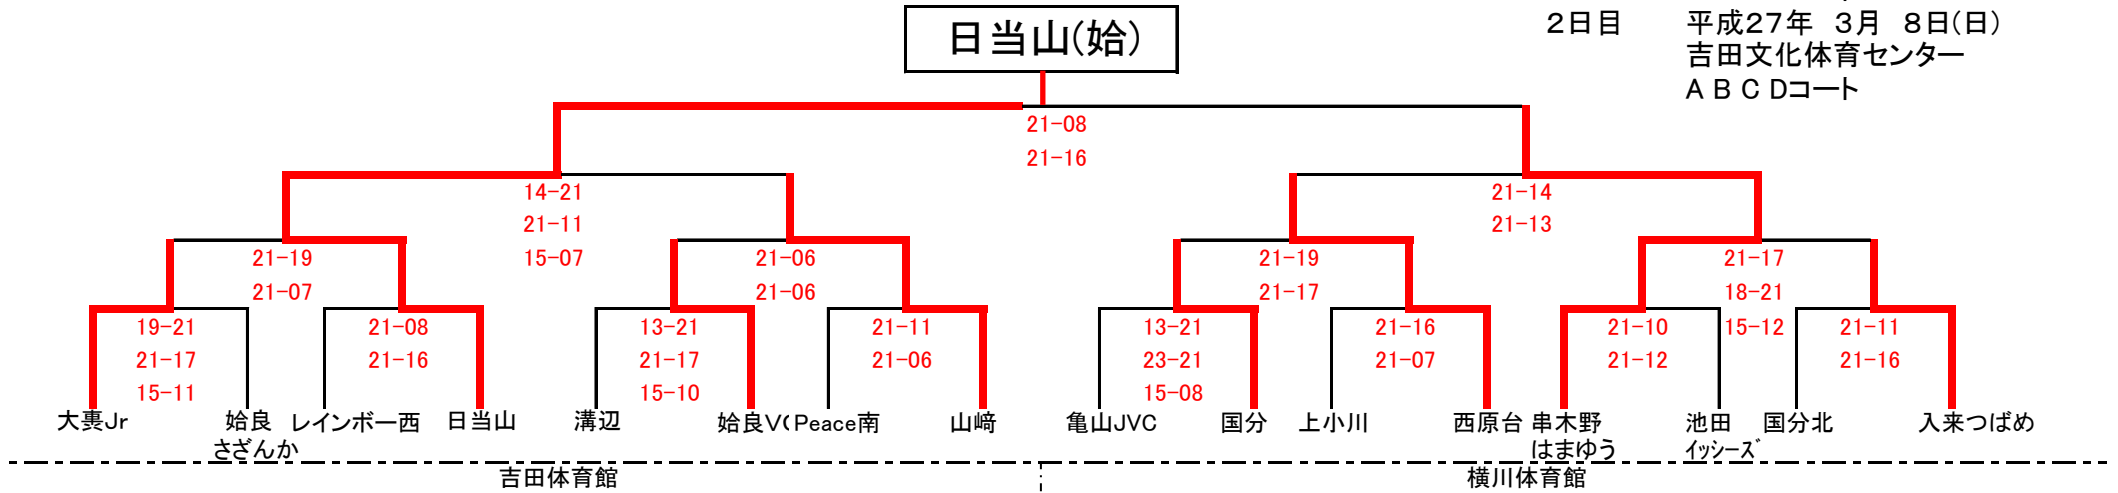 日当山(姶)
2日目 平成27年 3月 8日(日)
吉田文化体育センター
A B C Dコート
21-08
21-16
14-21
21-11
15-07
21-14
21-13
21-19
21-07
21-06
21-06
21-19
21-17
21-17
18-21
15-12
19-21
21-17
15-11
21-08
21-16
13-21
21-17
15-10
21-11
21-06
13-21
23-21
15-08
21-16
21-07
21-10
21-12
21-11
21-16
大崎Jr
姶良
さざんか
レインボー西
日当山
溝辺
姶良V(
Peace南
山﨑
亀山JVC
国分
上小川
西原台
串木野
はまゆう
池田
イッシーズ
国分北
入来つばめ
吉田体育館
横川体育館